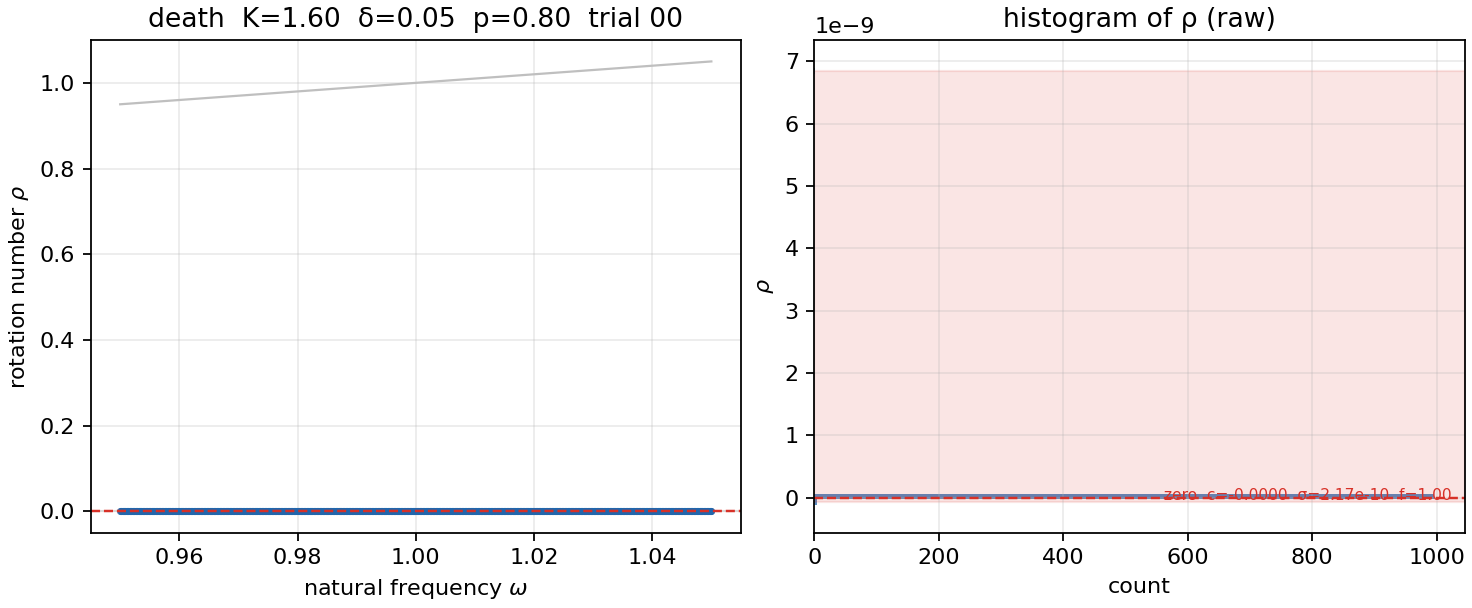 death K=1.60 δ=0.05 p=0.80 trial 00
1.0
0.8
0.6
0.4
0.2
0.0
rotation number ρ
0.96 0.98 1.00 1.02 1.04
natural frequency ω
histogram of ρ (raw)
1e−9
7
6
5
4
3
2
1
0
ρ
f=1.00
0 200 400 600 800 1000
count